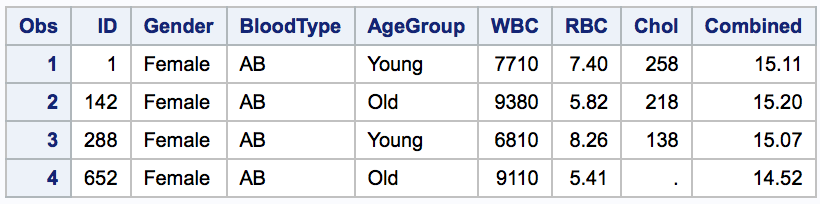 Obs ID Gender BloodType AgeGroup WBC RBC Chol Combined
1 1 Female AB Young 7710 7.40 258 15.11
2 142 Female AB Old 9380 5.82 218 15.20
3 288 Female AB Young 6810 8.26 138 15.07
4 652 Female AB Old 9110 5.41 . 14.52